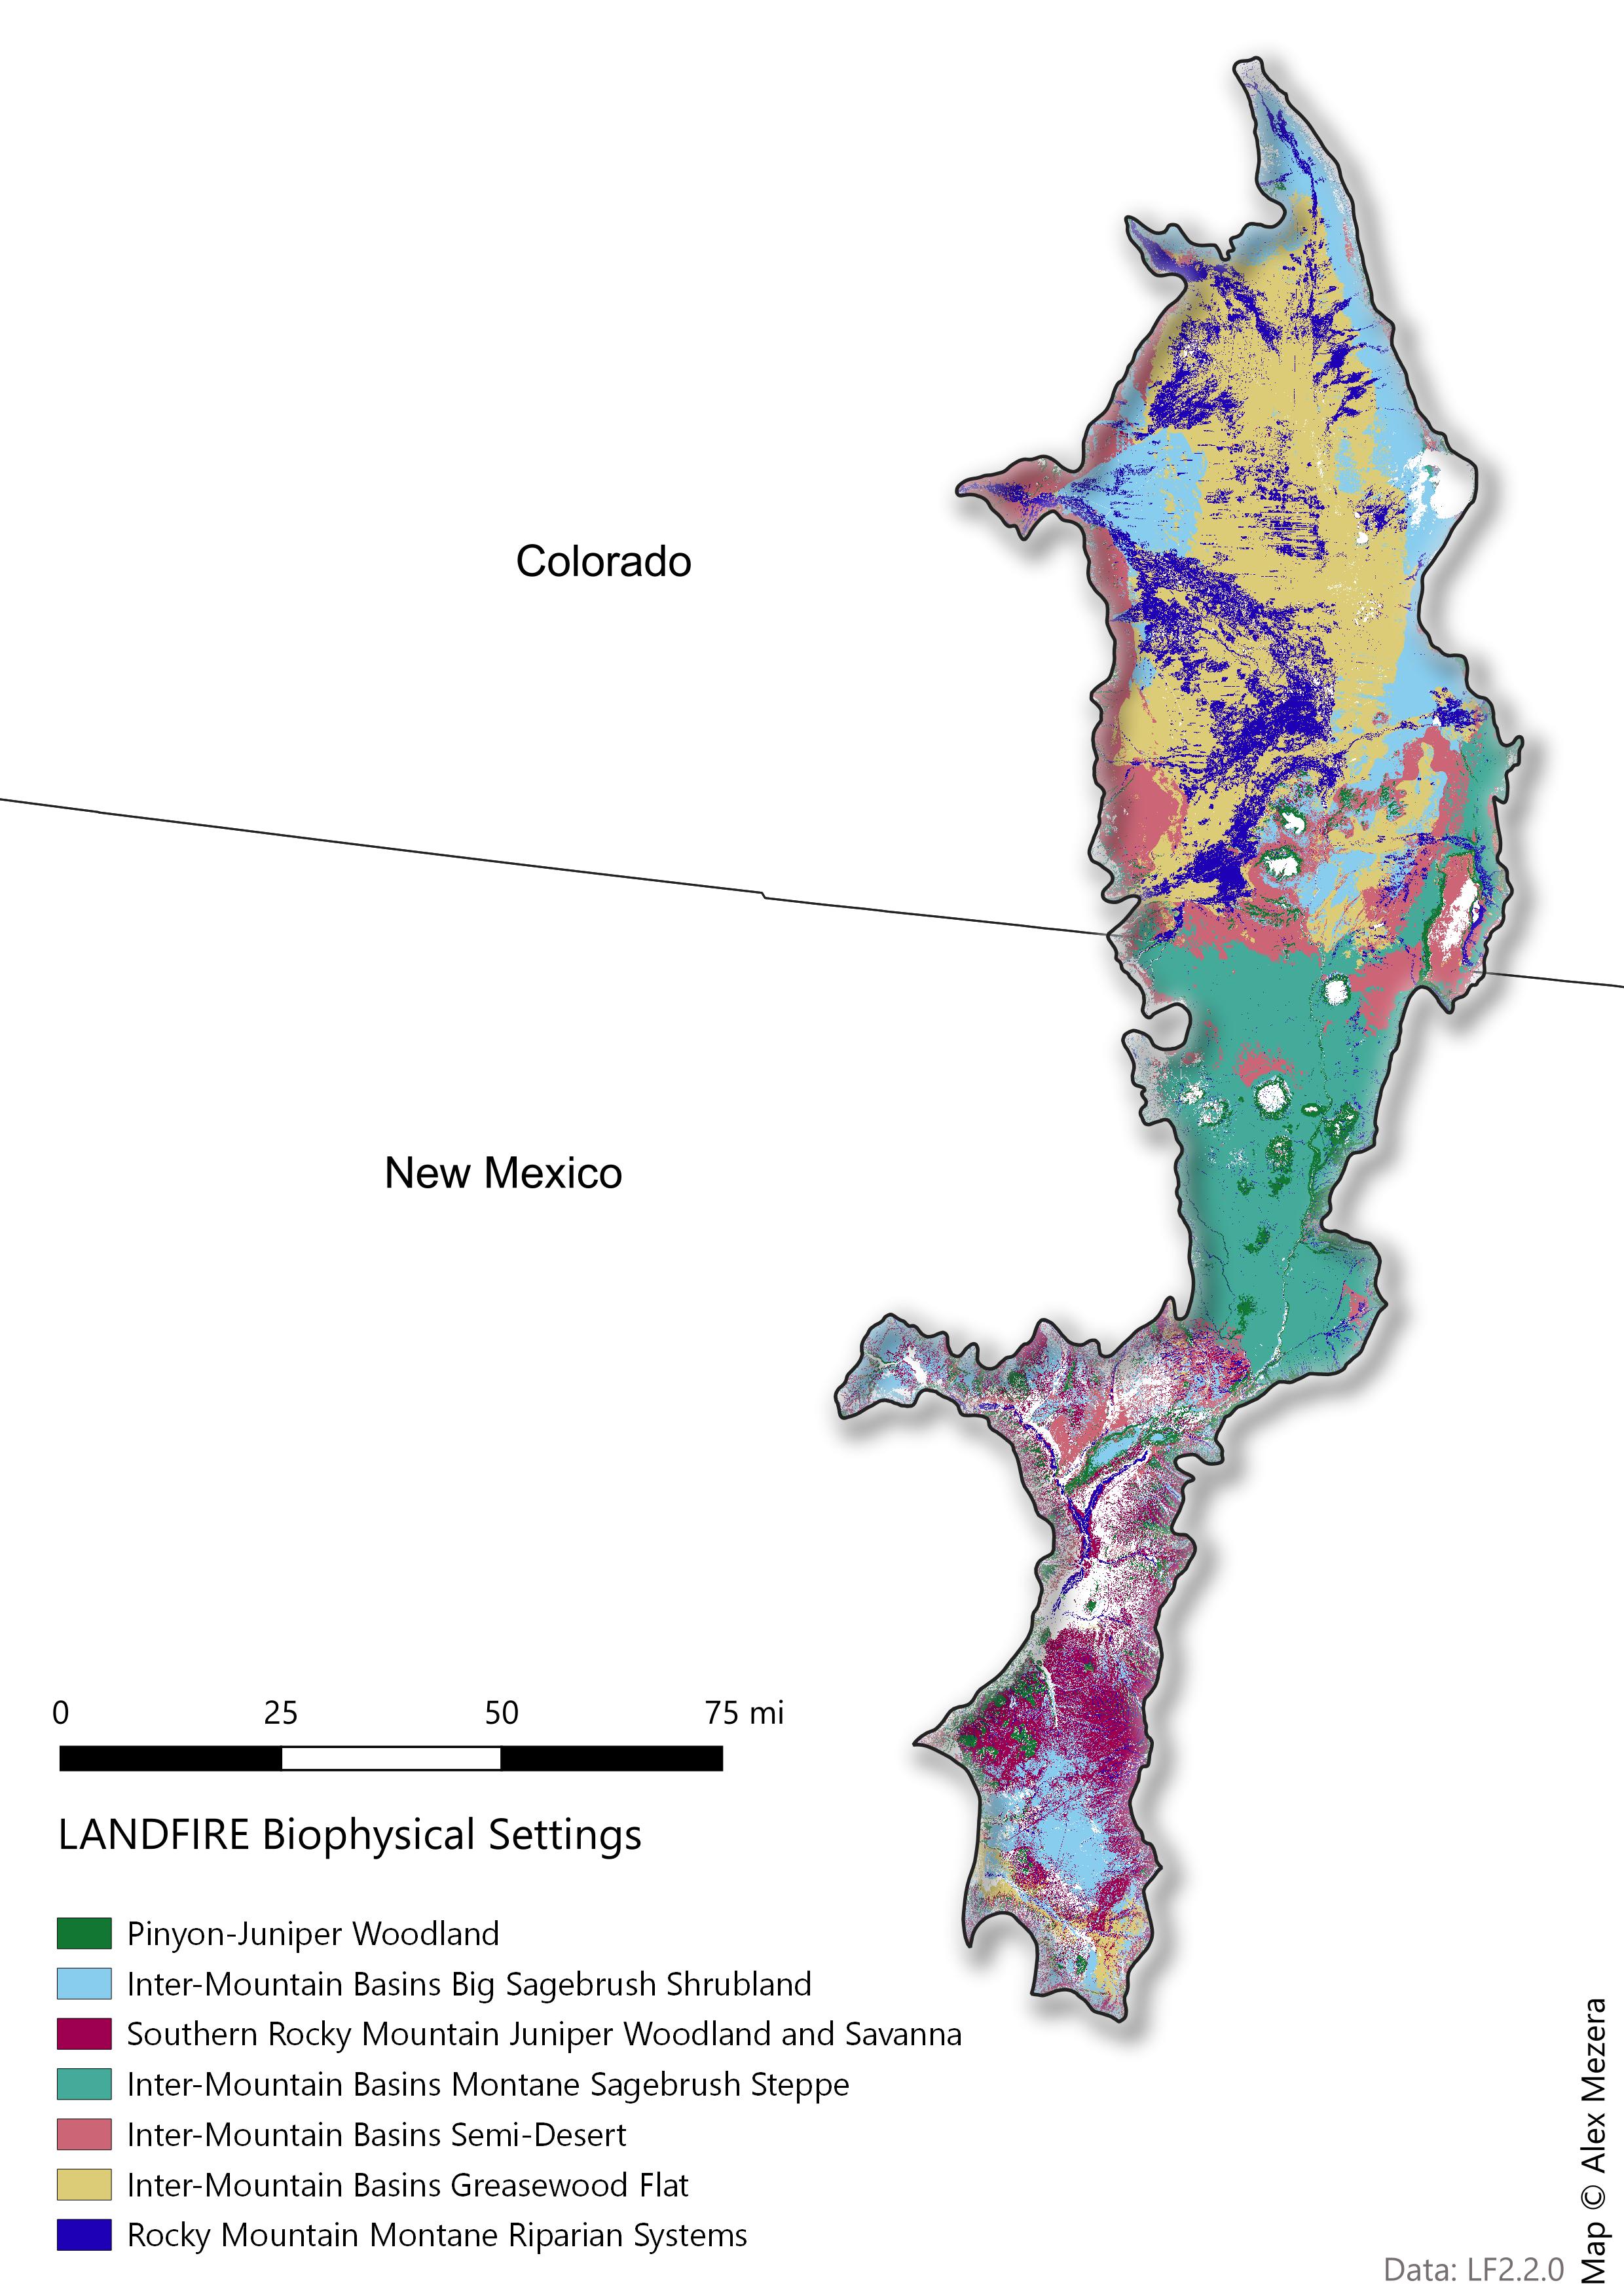 Colorado
New Mexico
0 25 50 75 mi
LANDFIRE Biophysical Settings
Pinyon-Juniper Woodland
Inter-Mountain Basins Big Sagebrush Shrubland
Southern Rocky Mountain Juniper Woodland and Savanna
Inter-Mountain Basins Montane Sagebrush Steppe
Inter-Mountain Basins Semi-Desert
Inter-Mountain Basins Greasewood Flat
Rocky Mountain Montane Riparian Systems
Data: LF2.2.0
Map © Alex Mezera